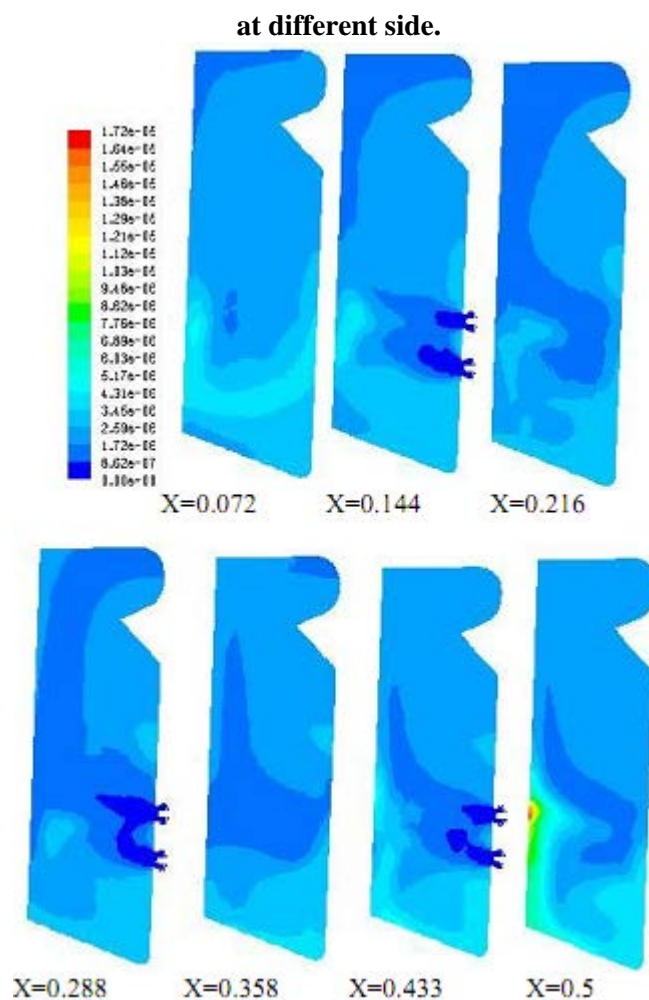 at different side.
1.72e-05
1.64e-05
1.55e-05
1.46e-05
1.38e-05
1.29e-05
1.21e-05
1.12e-05
1.03e-05
9.48e-06
8.62e-06
7.76e-06
6.89e-06
6.03e-06
5.17e-06
4.31e-06
3.45e-06
2.59e-06
1.72e-06
8.62e-07
0.00e+00
X=0.072
X=0.144
X=0.216
X=0.288
X=0.358
X=0.433
X=0.5